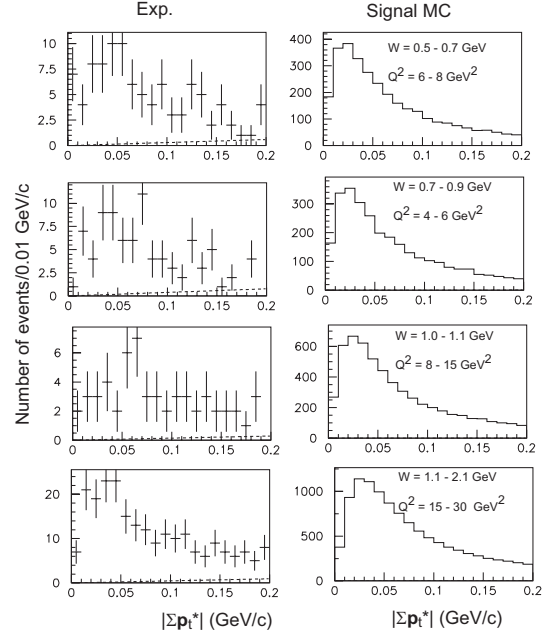 Exp.
Signal MC
Number of events/0.01 GeV/c
10
7.5
5
2.5
0
0 0.05 0.1 0.15 0.2
400
300
200
100
0
W = 0.5 - 0.7 GeV
Q² = 6 - 8 GeV²
0 0.05 0.1 0.15 0.2
10
7.5
5
2.5
0
0 0.05 0.1 0.15 0.2
300
200
100
0
W = 0.7 - 0.9 GeV
Q² = 4 - 6 GeV²
0 0.05 0.1 0.15 0.2
6
4
2
0
0 0.05 0.1 0.15 0.2
600
400
200
0
W = 1.0 - 1.1 GeV
Q² = 8 - 15 GeV²
0 0.05 0.1 0.15 0.2
20
10
0
0 0.05 0.1 0.15 0.2
1000
750
500
250
0
W = 1.1 - 2.1 GeV
Q² = 15 - 30 GeV²
0 0.05 0.1 0.15 0.2
|Σpₜ*| (GeV/c)
|Σpₜ*| (GeV/c)